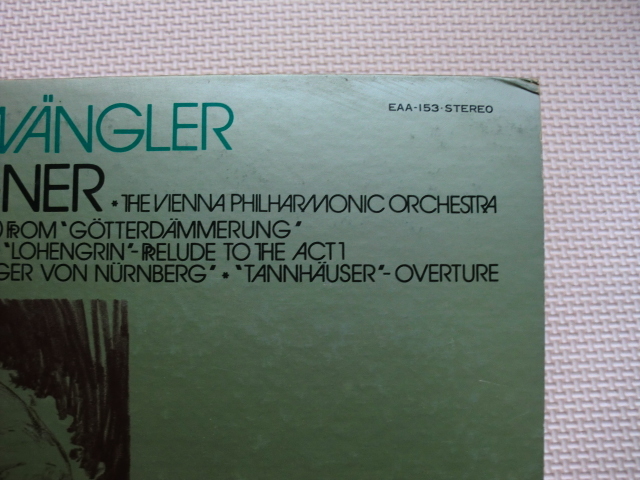 EAA-153·STEREO
WÄNGLER
NER * THE VIENNA PHILHARMONIC ORCHESTRA
FROM "GÖTTERDÄMMERUNG"
"LOHENGRIN"-PRELUDE TO THE ACT 1
GER VON NÜRNBERG" * "TANNHÄUSER"-OVERTURE